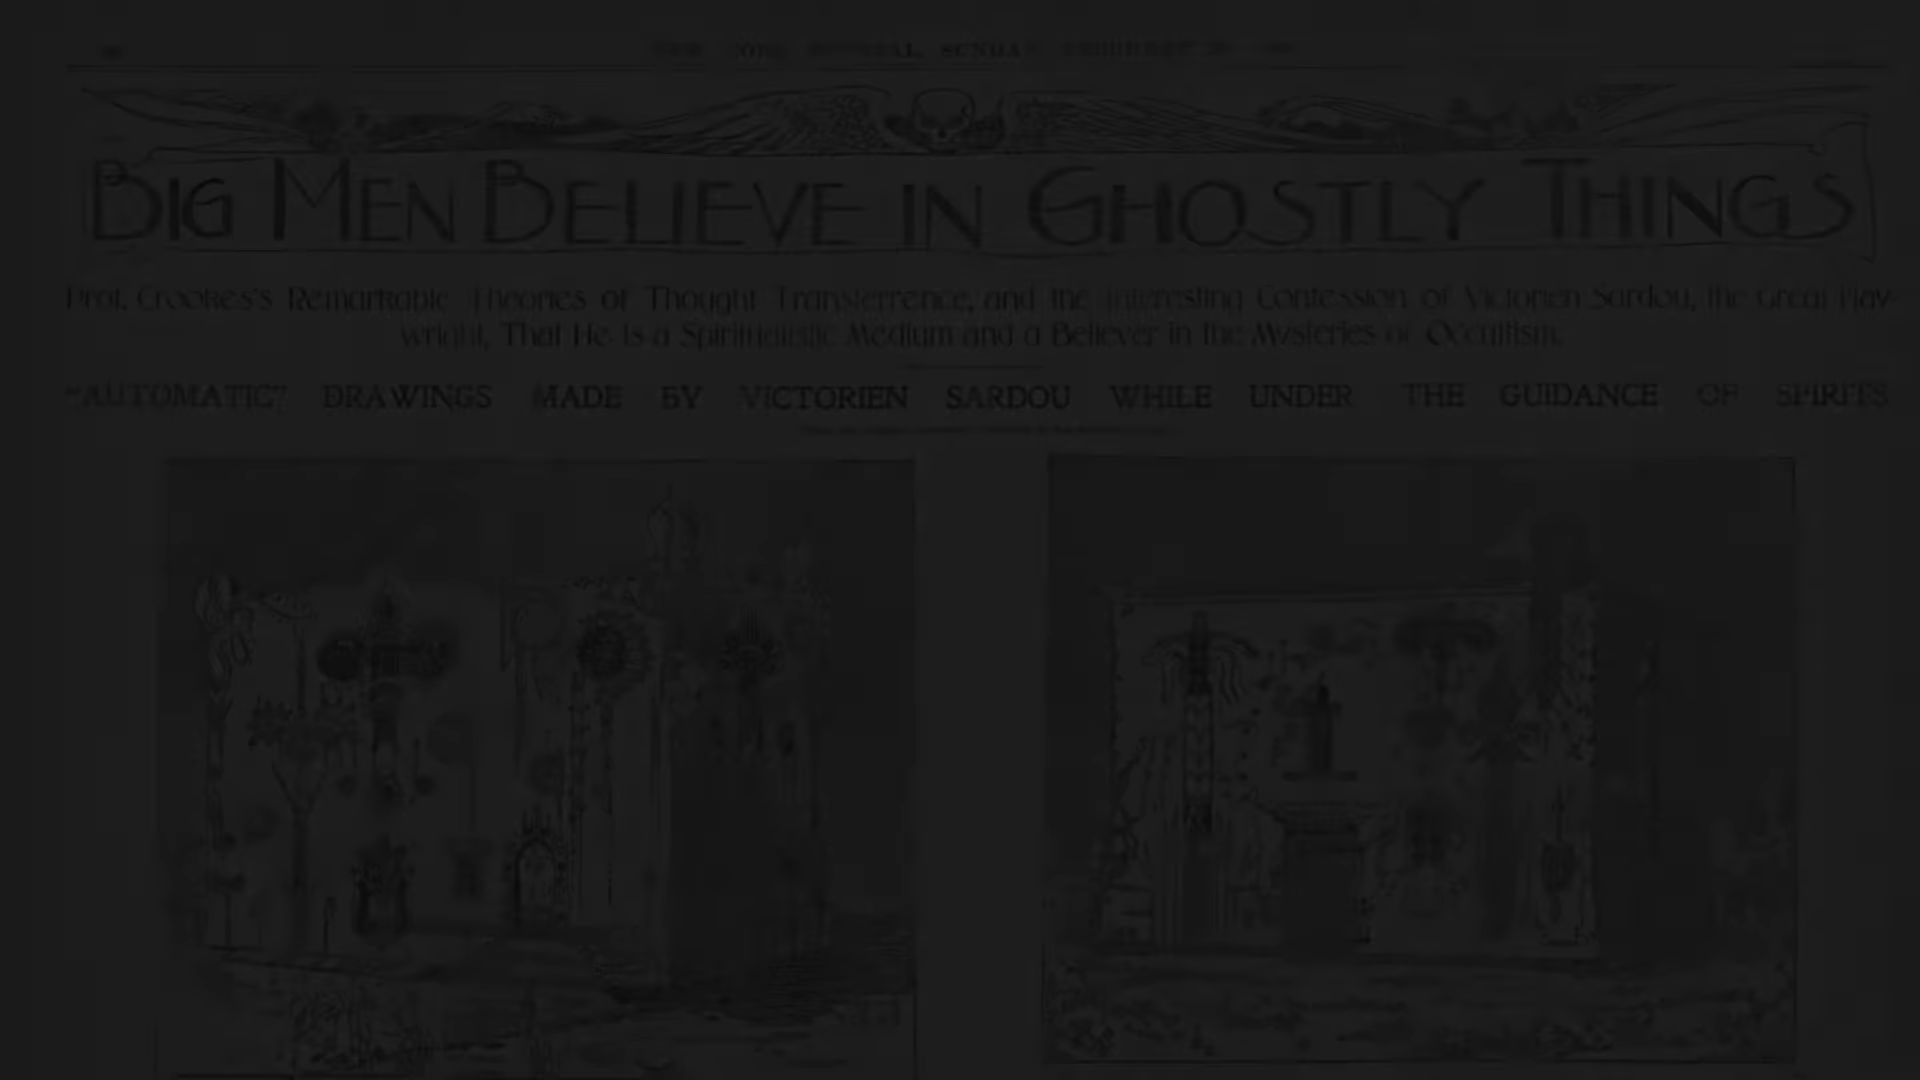 JOURNAL, SUNDAY,
BIG MEN BELIEVE IN GHOSTLY THINGS
Prof. Crookes's Remarkable Theories of Thought Transferrence, and the Interesting Confession of Victorien Sardou, the Great Play-
wright, That He Is a Spiritualistic Medium and a Believer in the Mysteries of Occultism.
"AUTOMATIC" DRAWINGS MADE BY VICTORIEN SARDOU WHILE UNDER THE GUIDANCE OF SPIRITS